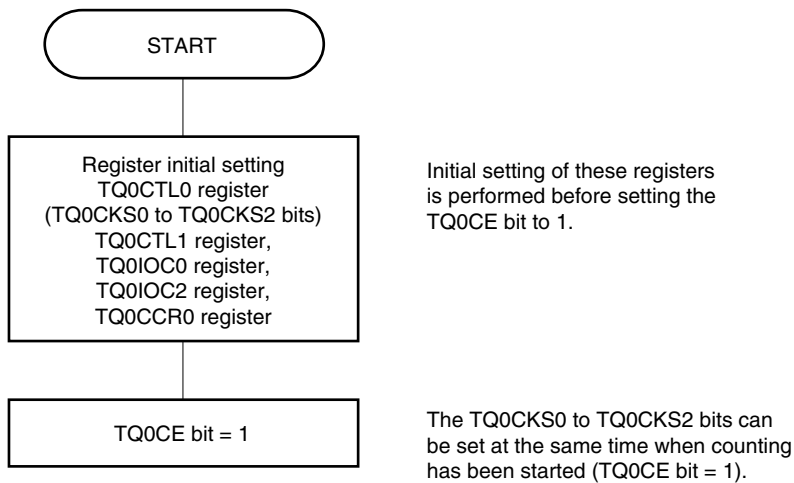 START
Register initial setting
TQ0CTL0 register
(TQ0CKS0 to TQ0CKS2 bits)
TQ0CTL1 register,
TQ0IOC0 register,
TQ0IOC2 register,
TQ0CCR0 register
Initial setting of these registers
is performed before setting the
TQ0CE bit to 1.
TQ0CE bit = 1
The TQ0CKS0 to TQ0CKS2 bits can
be set at the same time when counting
has been started (TQ0CE bit = 1).